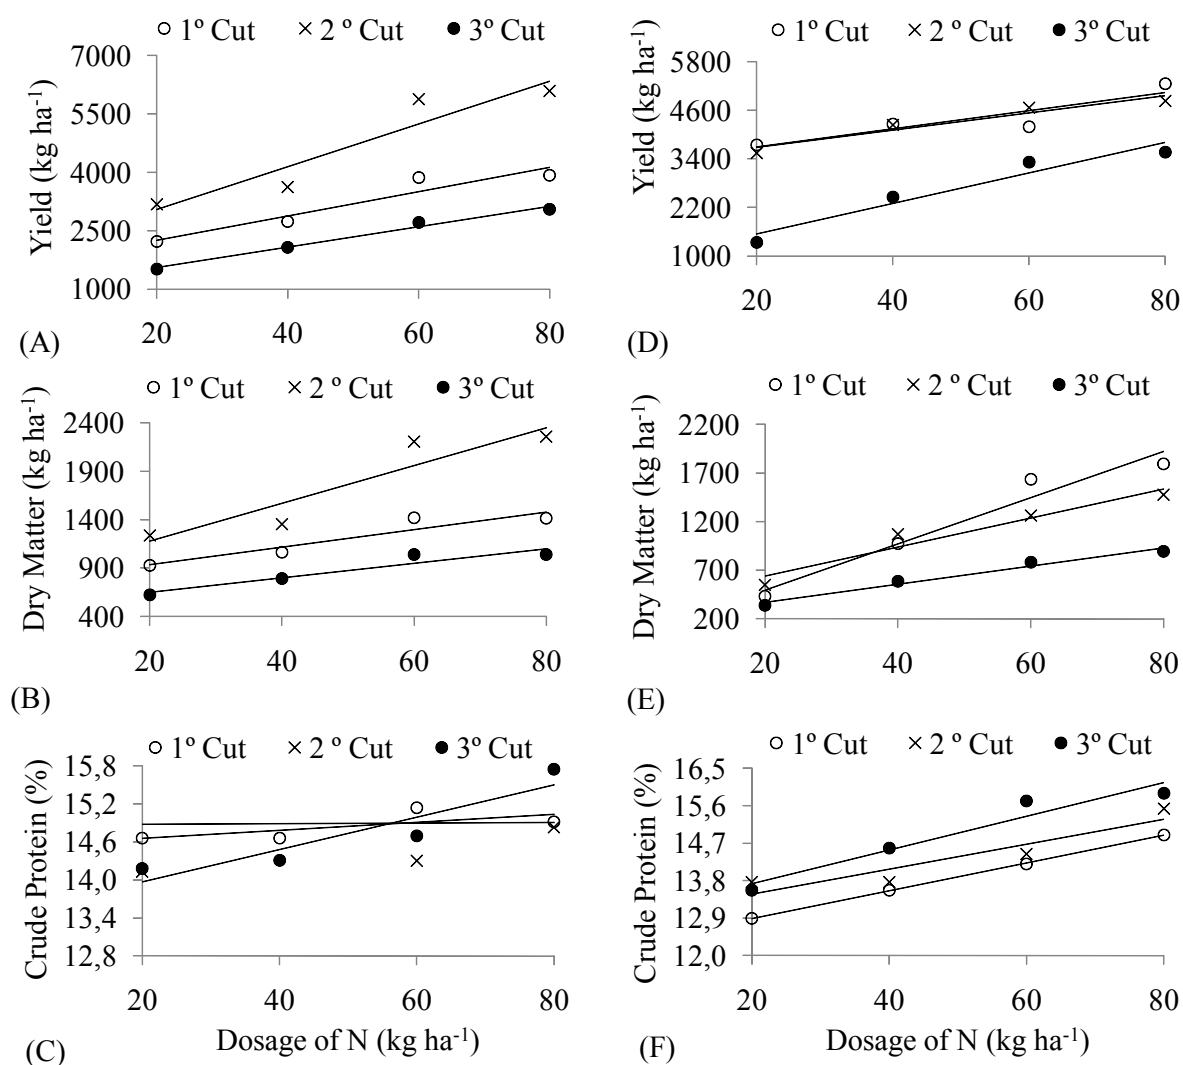 1º Cut 2 º Cut 3º Cut
Yield (kg ha-1)
7000
5500
4000
2500
1000
20 40 60 80
(A)
1º Cut 2 º Cut 3º Cut
Yield (kg ha-1)
5800
4600
3400
2200
1000
20 40 60 80
(D)
1º Cut 2 º Cut 3º Cut
Dry Matter (kg ha-1)
2400
1900
1400
900
400
20 40 60 80
(B)
1º Cut 2 º Cut 3º Cut
Dry Matter (kg ha-1)
2200
1700
1200
700
200
20 40 60 80
(E)
1º Cut 2 º Cut 3º Cut
Crude Protein (%)
15,8
15,2
14,6
14,0
13,4
12,8
20 40 60 80
Dosage of N (kg ha-1)
(C)
1º Cut 2 º Cut 3º Cut
Crude Protein (%)
16,5
15,6
14,7
13,8
12,9
12,0
20 40 60 80
Dosage of N (kg ha-1)
(F)